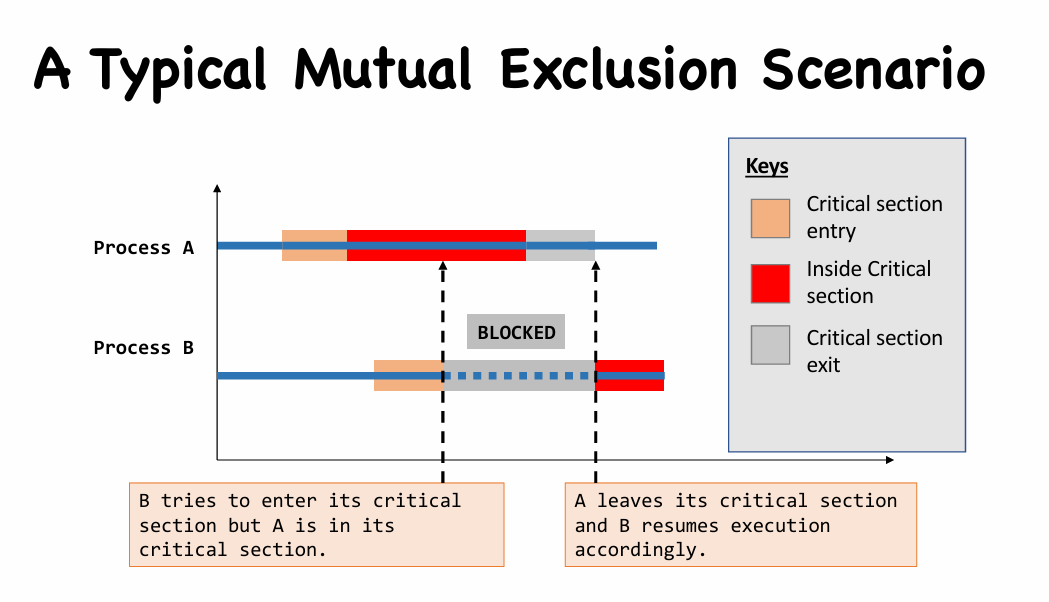 A Typical Mutual Exclusion Scenario
Keys
Critical section
entry
Inside Critical
section
Critical section
exit
Process A
BLOCKED
Process B
B tries to enter its critical
section but A is in its
critical section.
A leaves its critical section
and B resumes execution
accordingly.